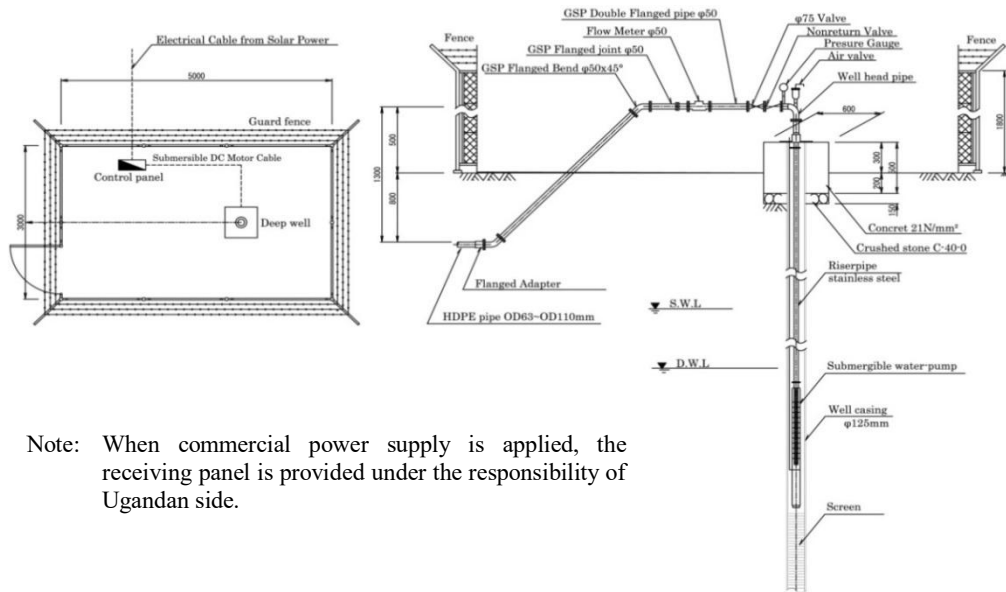 Electrical Cable from Solar Power
5000
Guard fence
Submersible DC Motor Cable
Control panel
3000
Deep well
GSP Double Flanged pipe φ50
Flow Meter φ50
GSP Flanged joint φ50
GSP Flanged Bend φ50x45°
φ75 Valve
Nonreturn Valve
Presure Gauge
Air valve
Well head pipe
Fence
Fence
600
1800
500
1300
800
300
500
200
150
Concret 21N/mm²
Crushed stone C-40-0
Riserpipe
stainless steel
Flanged Adapter
HDPE pipe OD63~OD110mm
S.W.L
D.W.L
Submergible water-pump
Well casing
φ125mm
Screen
Note: When commercial power supply is applied, the
receiving panel is provided under the responsibility of
Ugandan side.